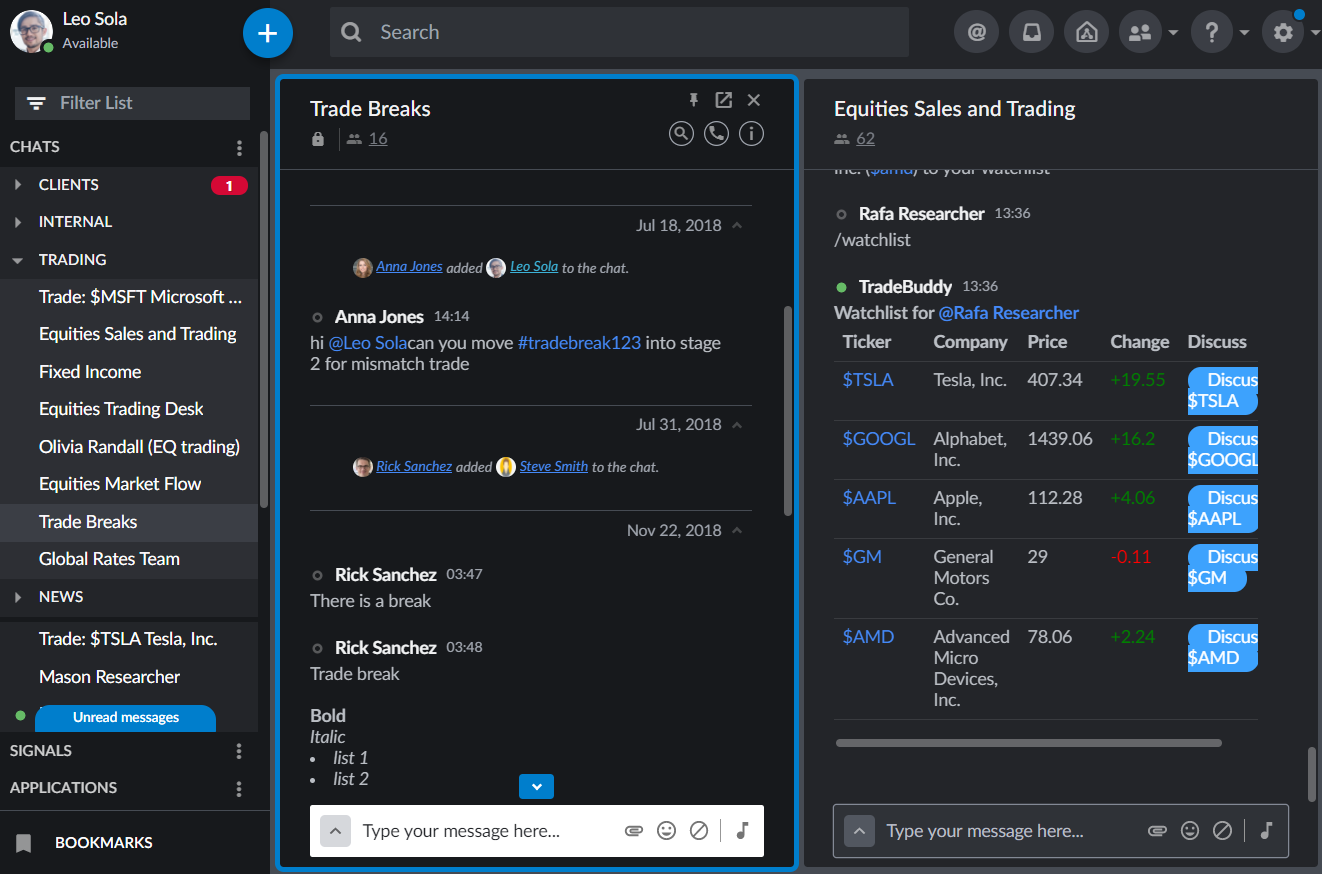 Leo Sola
Available
Search
@
?
Filter List
CHATS
CLIENTS
1
INTERNAL
TRADING
Trade: $MSFT Microsoft ...
Equities Sales and Trading
Fixed Income
Equities Trading Desk
Olivia Randall (EQ trading)
Equities Market Flow
Trade Breaks
Global Rates Team
NEWS
Trade: $TSLA Tesla, Inc.
Mason Researcher
Unread messages
SIGNALS
APPLICATIONS
BOOKMARKS
Trade Breaks
16
Jul 18, 2018
Anna Jones added Leo Sola to the chat.
Anna Jones 14:14
hi @Leo Solacan you move #tradebreak123 into stage
2 for mismatch trade
Jul 31, 2018
Rick Sanchez added Steve Smith to the chat.
Nov 22, 2018
Rick Sanchez 03:47
There is a break
Rick Sanchez 03:48
Trade break
Bold
Italic
• list 1
• list 2
Type your message here...
Equities Sales and Trading
62
Inc. ($amd) to your watchlist
Rafa Researcher 13:36
/watchlist
TradeBuddy 13:36
Watchlist for @Rafa Researcher
Ticker Company Price Change Discuss
$TSLA Tesla, Inc. 407.34 +19.55 Discus
$TSLA
$GOOGL Alphabet, 1439.06 +16.2 Discus
Inc. $GOOGL
$AAPL Apple, 112.28 +4.06 Discus
Inc. $AAPL
$GM General 29 -0.11 Discus
Motors $GM
Co.
$AMD Advanced 78.06 +2.24 Discus
Micro $AMD
Devices,
Inc.
Type your message here...